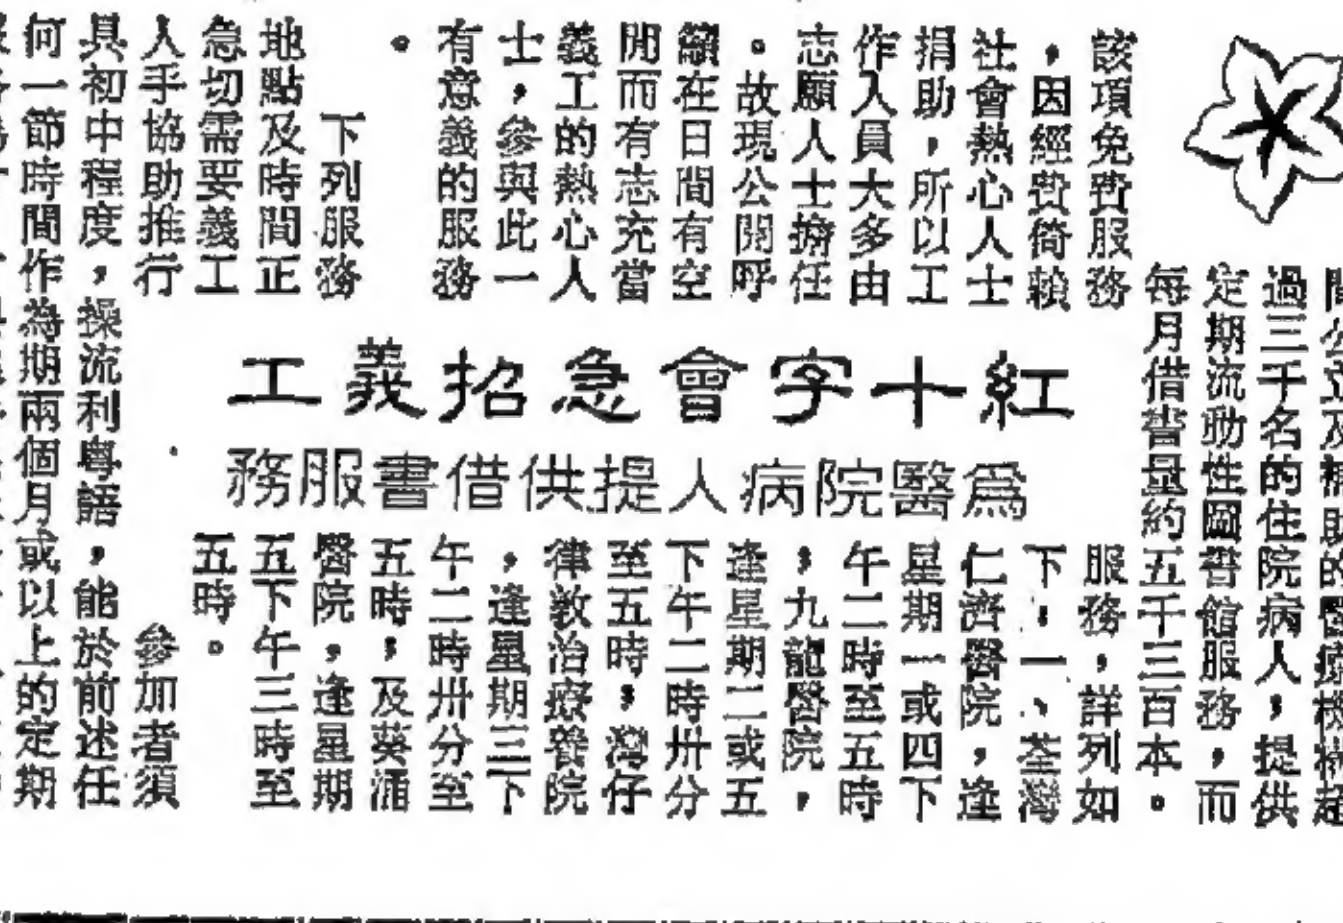 紅十字會急招義工
爲醫院病人提供借書服務
過三千名的住院病人，提供
定期流動性圖書館服務，而
每月借書量約五千三百本。
該項免費服務
，因經費倚賴
社會熱心人士
捐助，所以工
作人員大多由
志願人士擔任
。故現公開呼
籲在日間有空
閒而有志充當
義工的熱心人
士，參與此一
有意義的服務
。
下列服務
地點及時間正
急切需要義工
人手協助推行
服務，詳列如
下：一、荃灣
仁濟醫院，逢
星期一或四下
午二時至五時
，九龍醫院，
逢星期二或五
下午二時卅分
至五時，灣仔
律敦治療養院
，逢星期三下
午二時卅分至
五時，及葵涌
醫院，逢星期
五下午三時至
五時。
參加者須
具初中程度，操流利粵語，能於前述任
何一節時間作為期兩個月或以上的定期